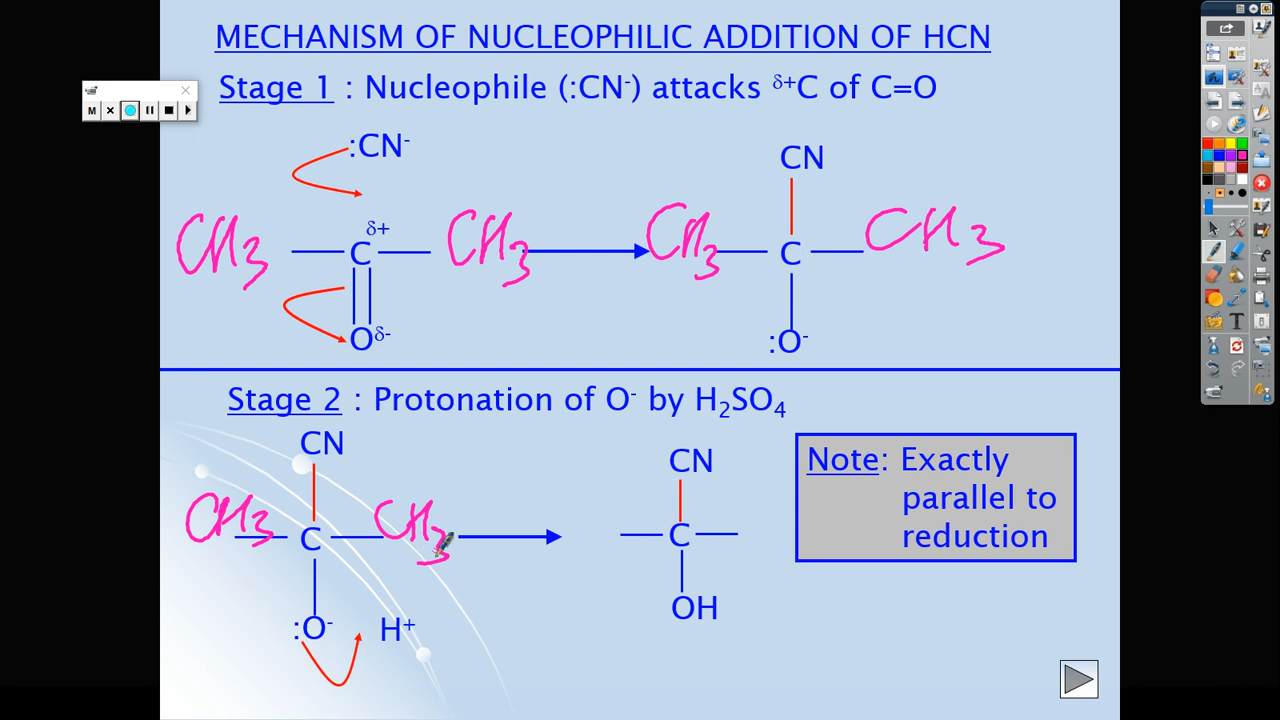 MECHANISM OF NUCLEOPHILIC ADDITION OF HCN
Stage 1 : Nucleophile (:CN⁻) attacks δ+C of C=O
M
:CN⁻
CN
δ+
CH3 C CH3 CH3 C CH3
Oδ-
:O⁻
Stage 2 : Protonation of O⁻ by H₂SO₄
CN
CN
Note: Exactly
parallel to
reduction
CH3 C CH3
C
OH
:O⁻ H⁺